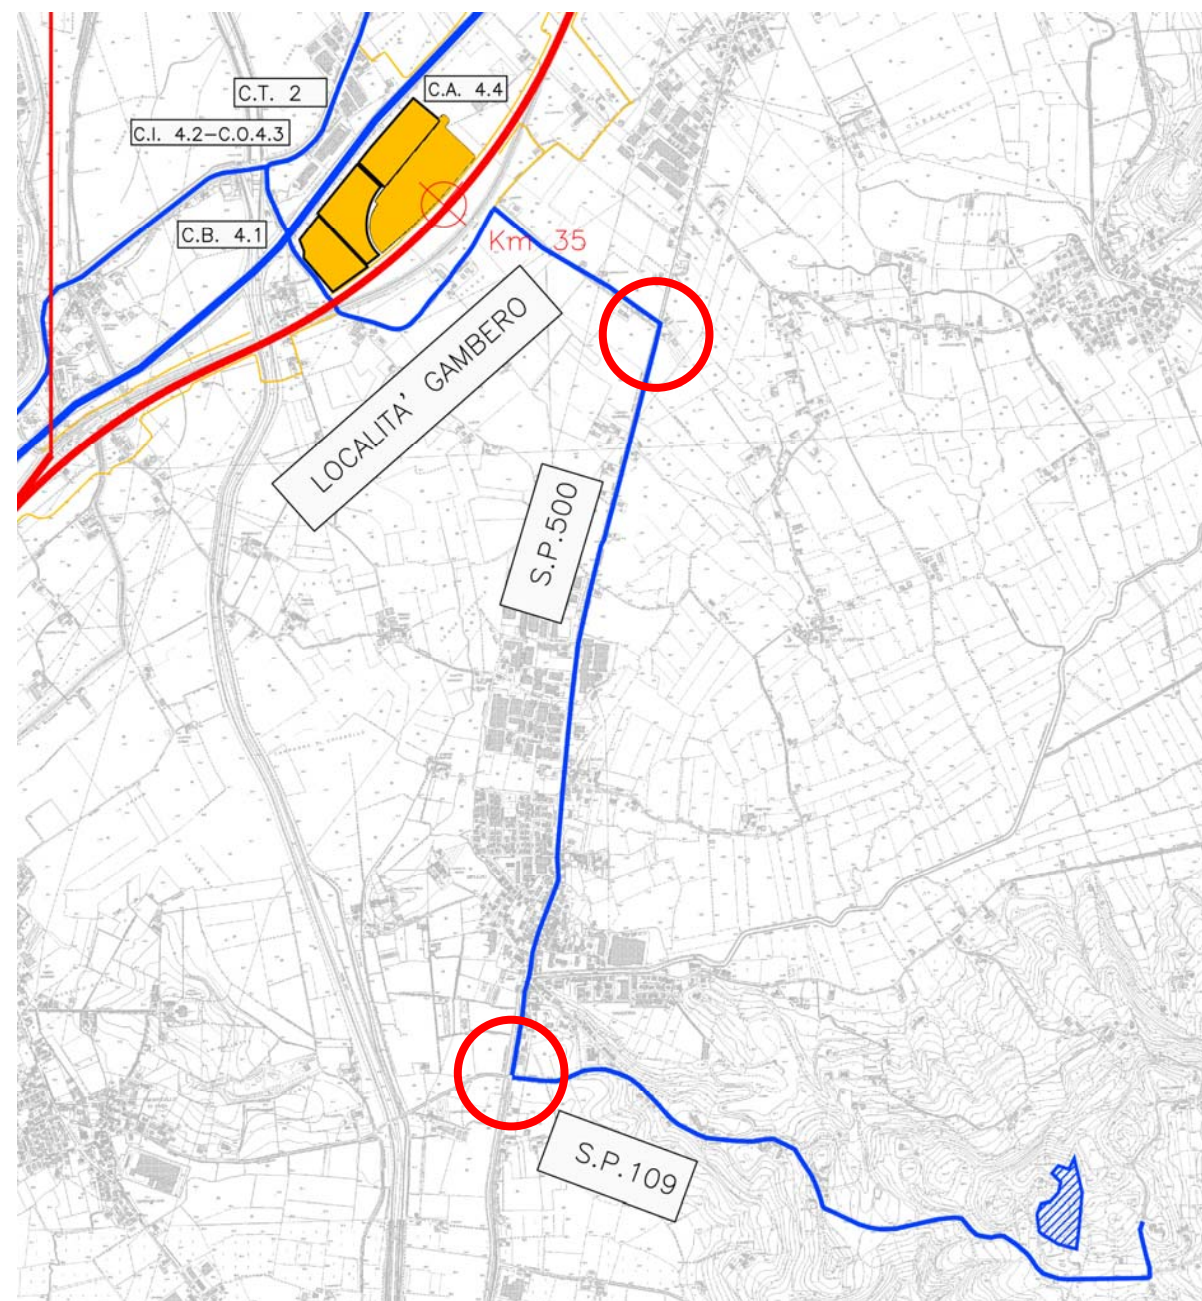 C.T. 2
C.A. 4.4
C.I. 4.2-C.O.4.3
C.B. 4.1
Km 35
LOCALITA' GAMBERO
S.P.500
S.P.109